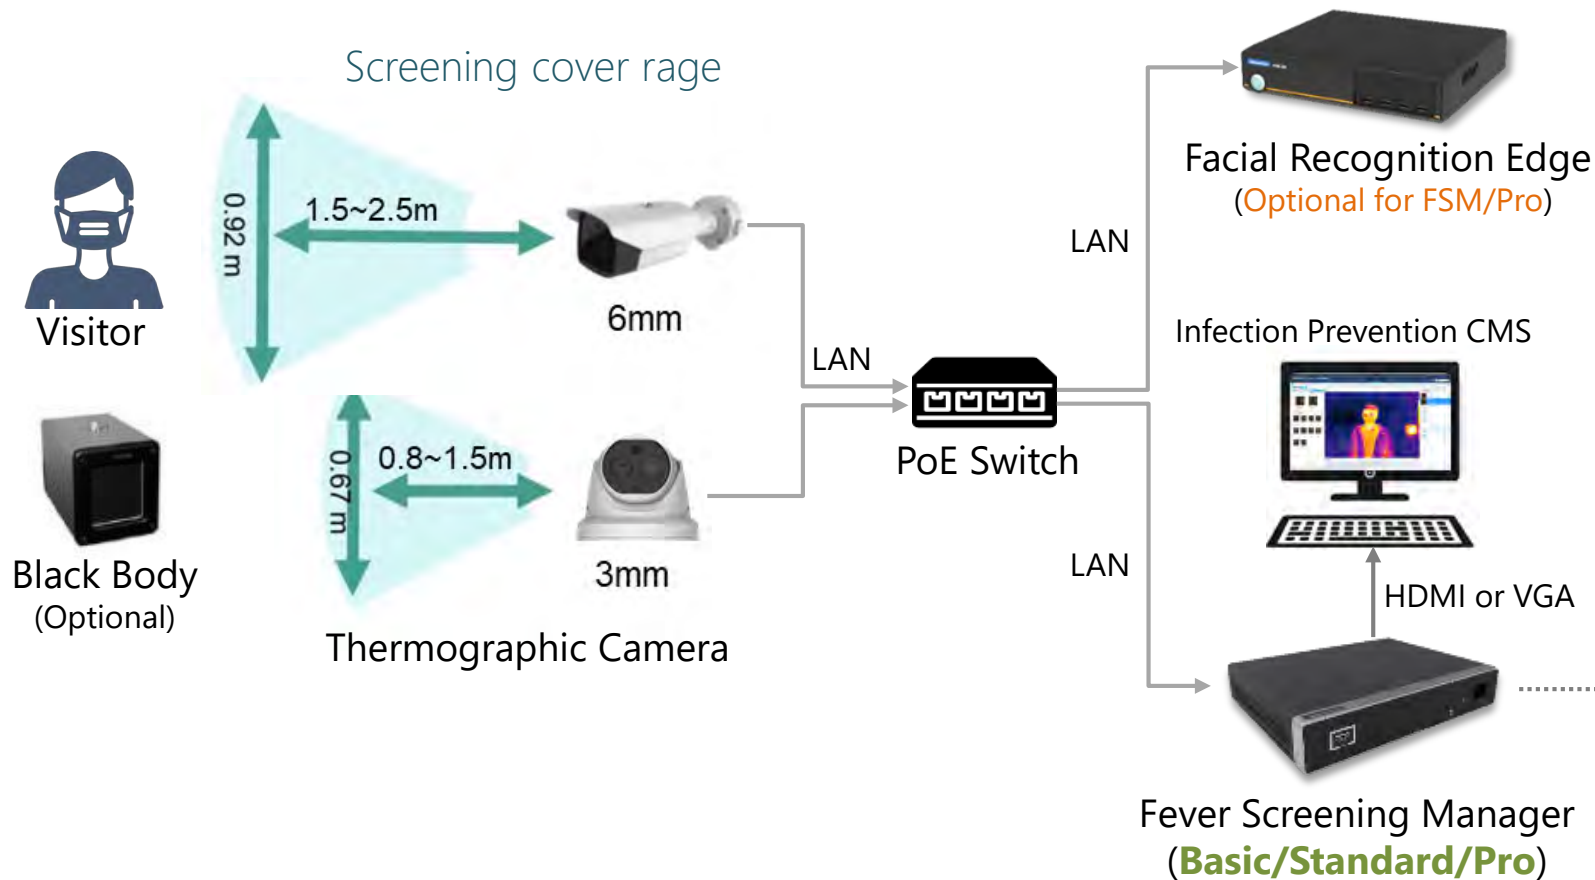 Screening cover rage
Visitor
0.92 m
1.5~2.5m
6mm
Black Body
(Optional)
0.67 m
0.8~1.5m
3mm
Thermographic Camera
LAN
PoE Switch
LAN
LAN
Facial Recognition Edge
(Optional for FSM/Pro)
Infection Prevention CMS
HDMI or VGA
Fever Screening Manager
(Basic/Standard/Pro)